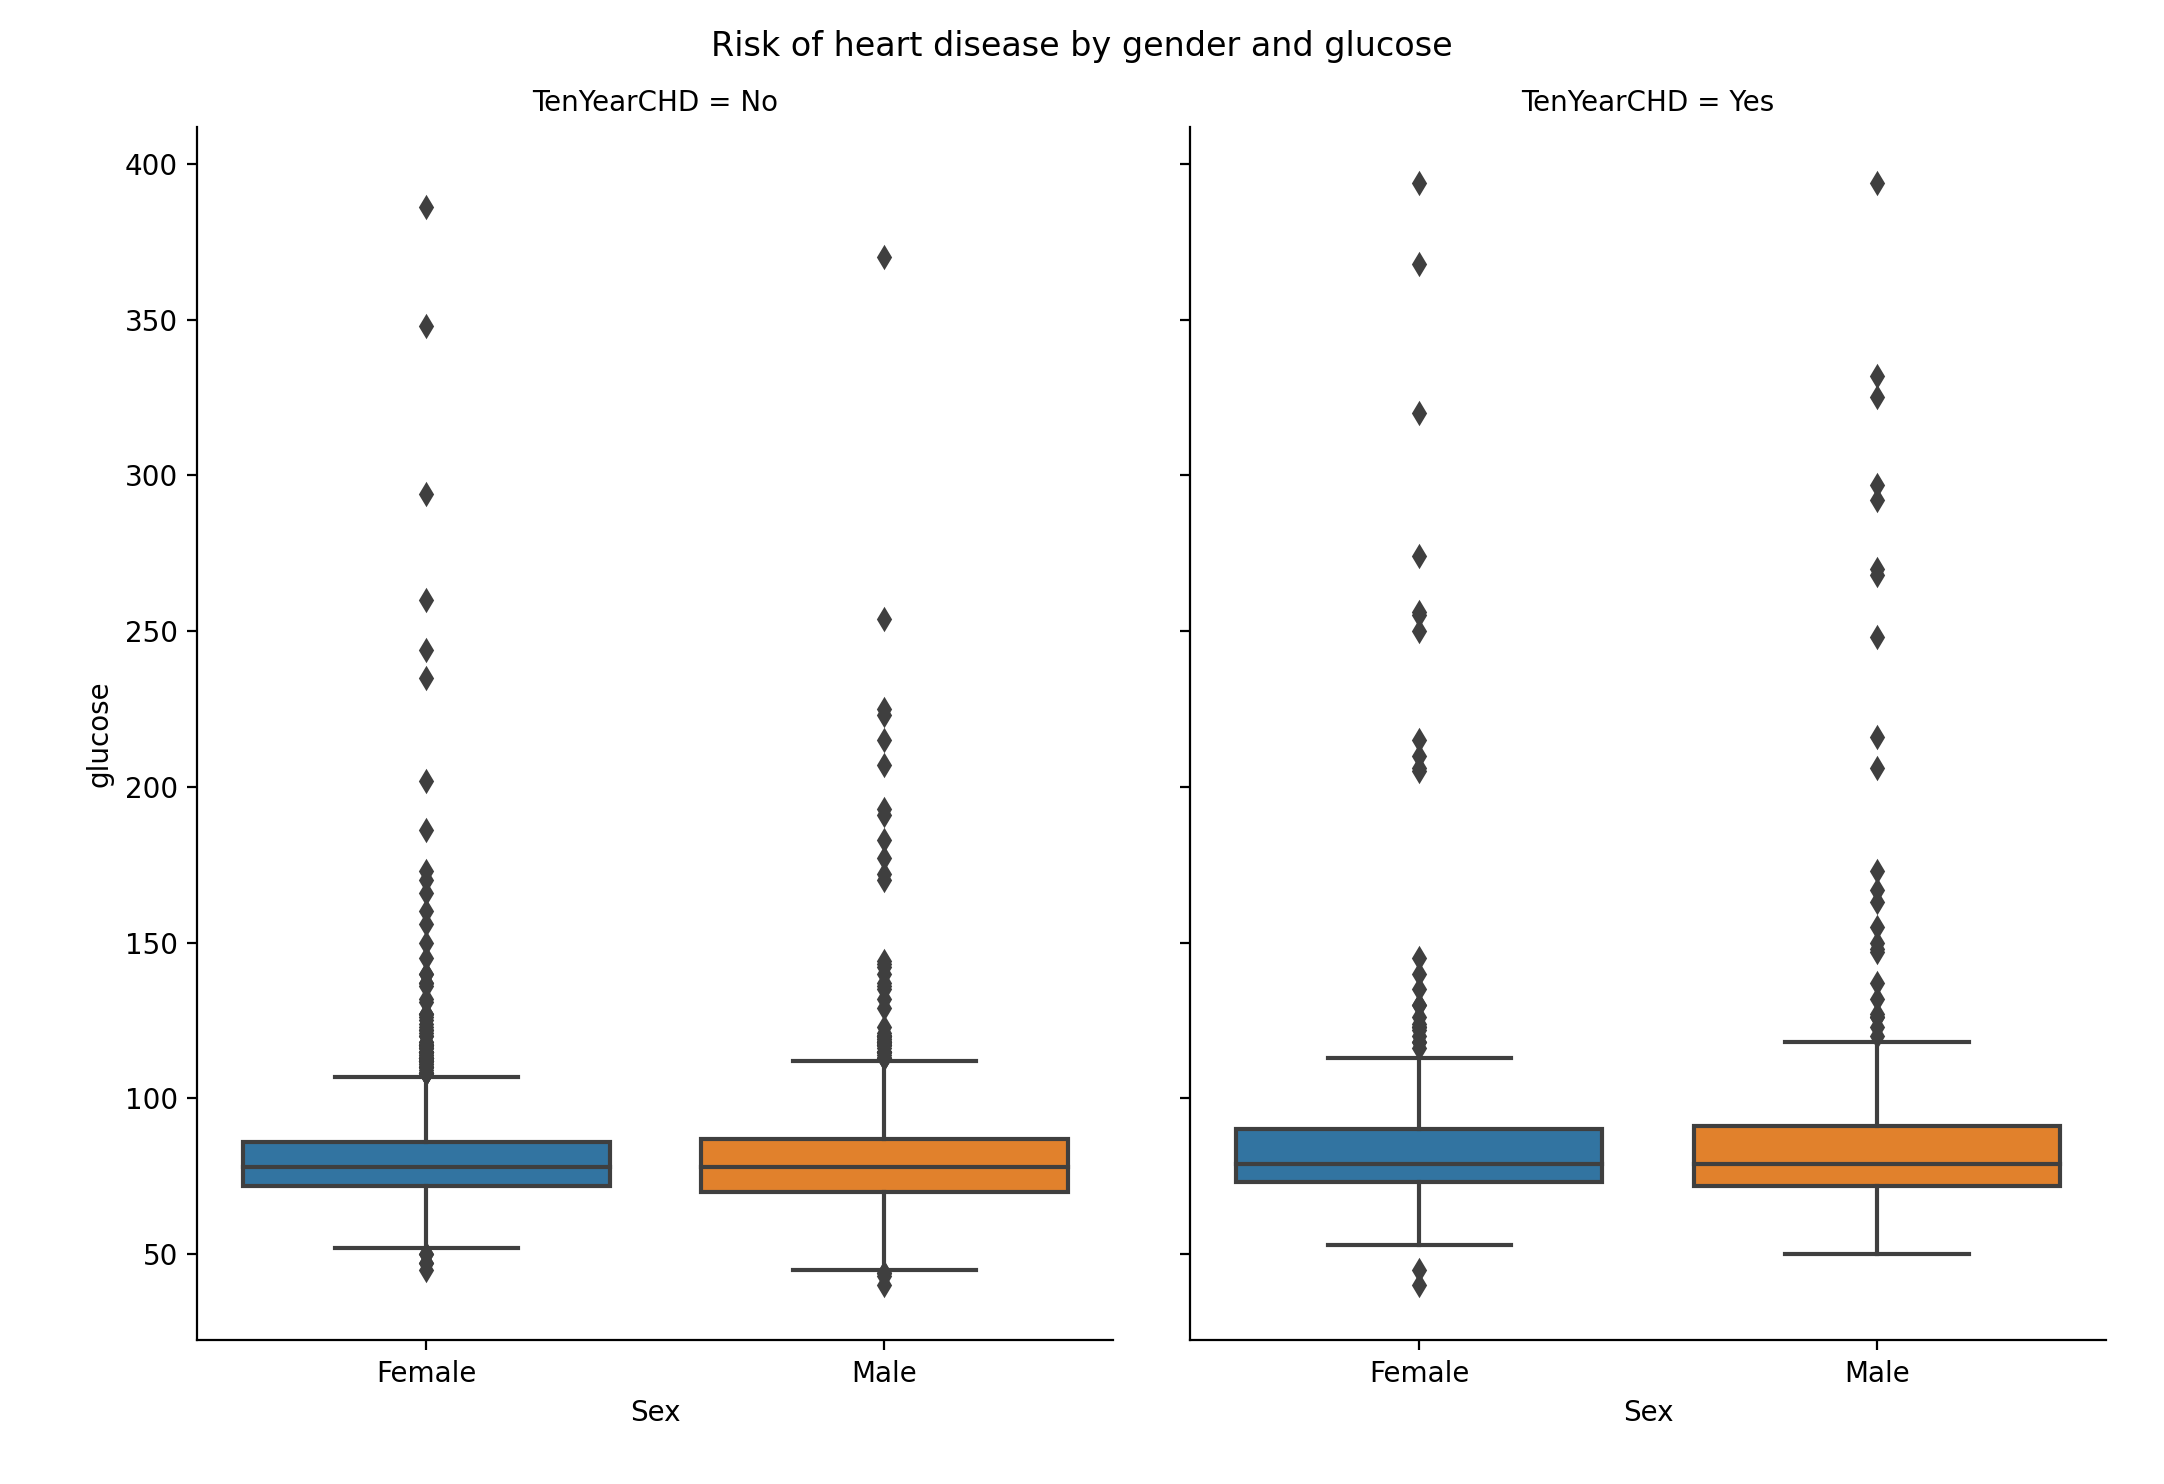 Risk of heart disease by gender and glucose
TenYearCHD = No
TenYearCHD = Yes
400
350
300
250
200
150
100
50
glucose
Female
Male
Female
Male
Sex
Sex